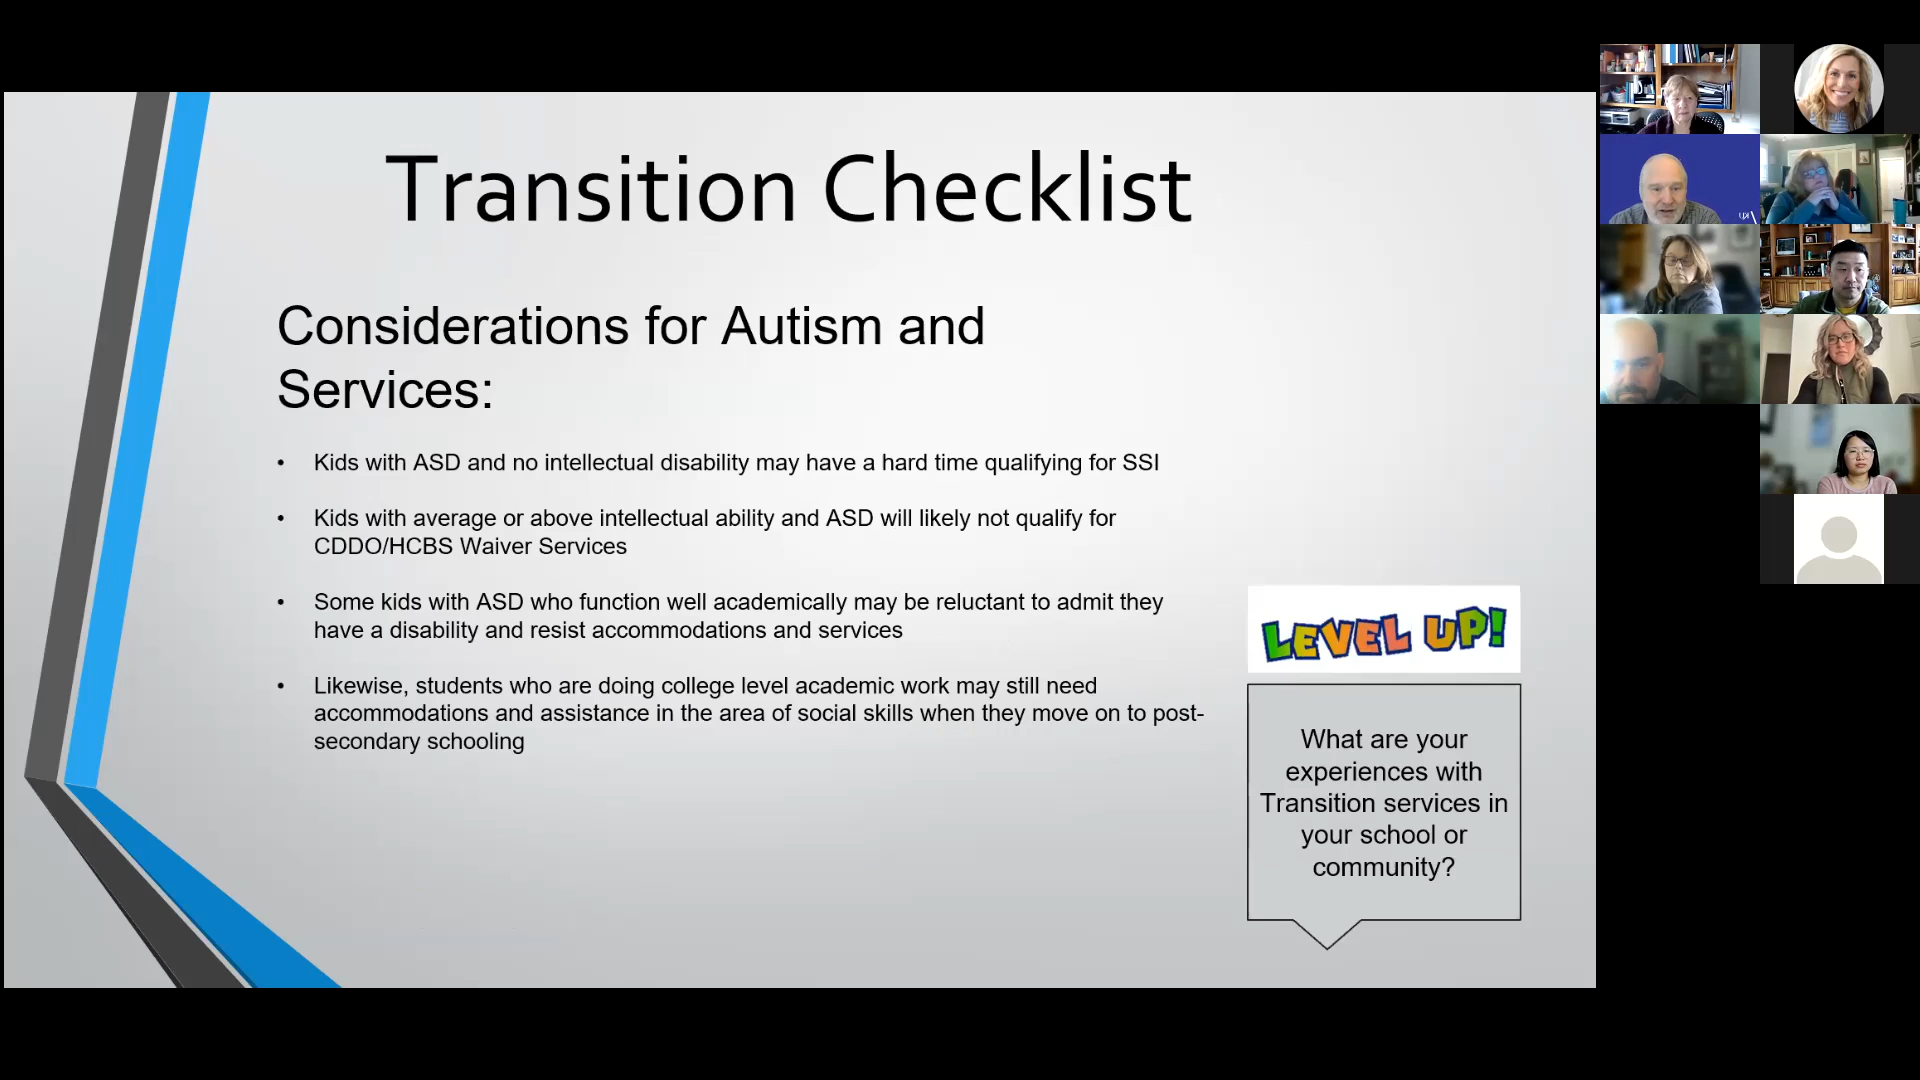 Transition Checklist
Considerations for Autism and
Services:
• Kids with ASD and no intellectual disability may have a hard time qualifying for SSI
• Kids with average or above intellectual ability and ASD will likely not qualify for
CDDO/HCBS Waiver Services
• Some kids with ASD who function well academically may be reluctant to admit they
have a disability and resist accommodations and services
• Likewise, students who are doing college level academic work may still need
accommodations and assistance in the area of social skills when they move on to post-
secondary schooling
LEVEL UP!
What are your
experiences with
Transition services in
your school or
community?